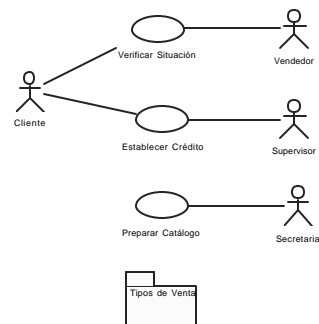 Verificar Situación
Vendedor
Cliente
Establecer Crédito
Supervisor
Preparar Catálogo
Secretaria
Tipos de Venta